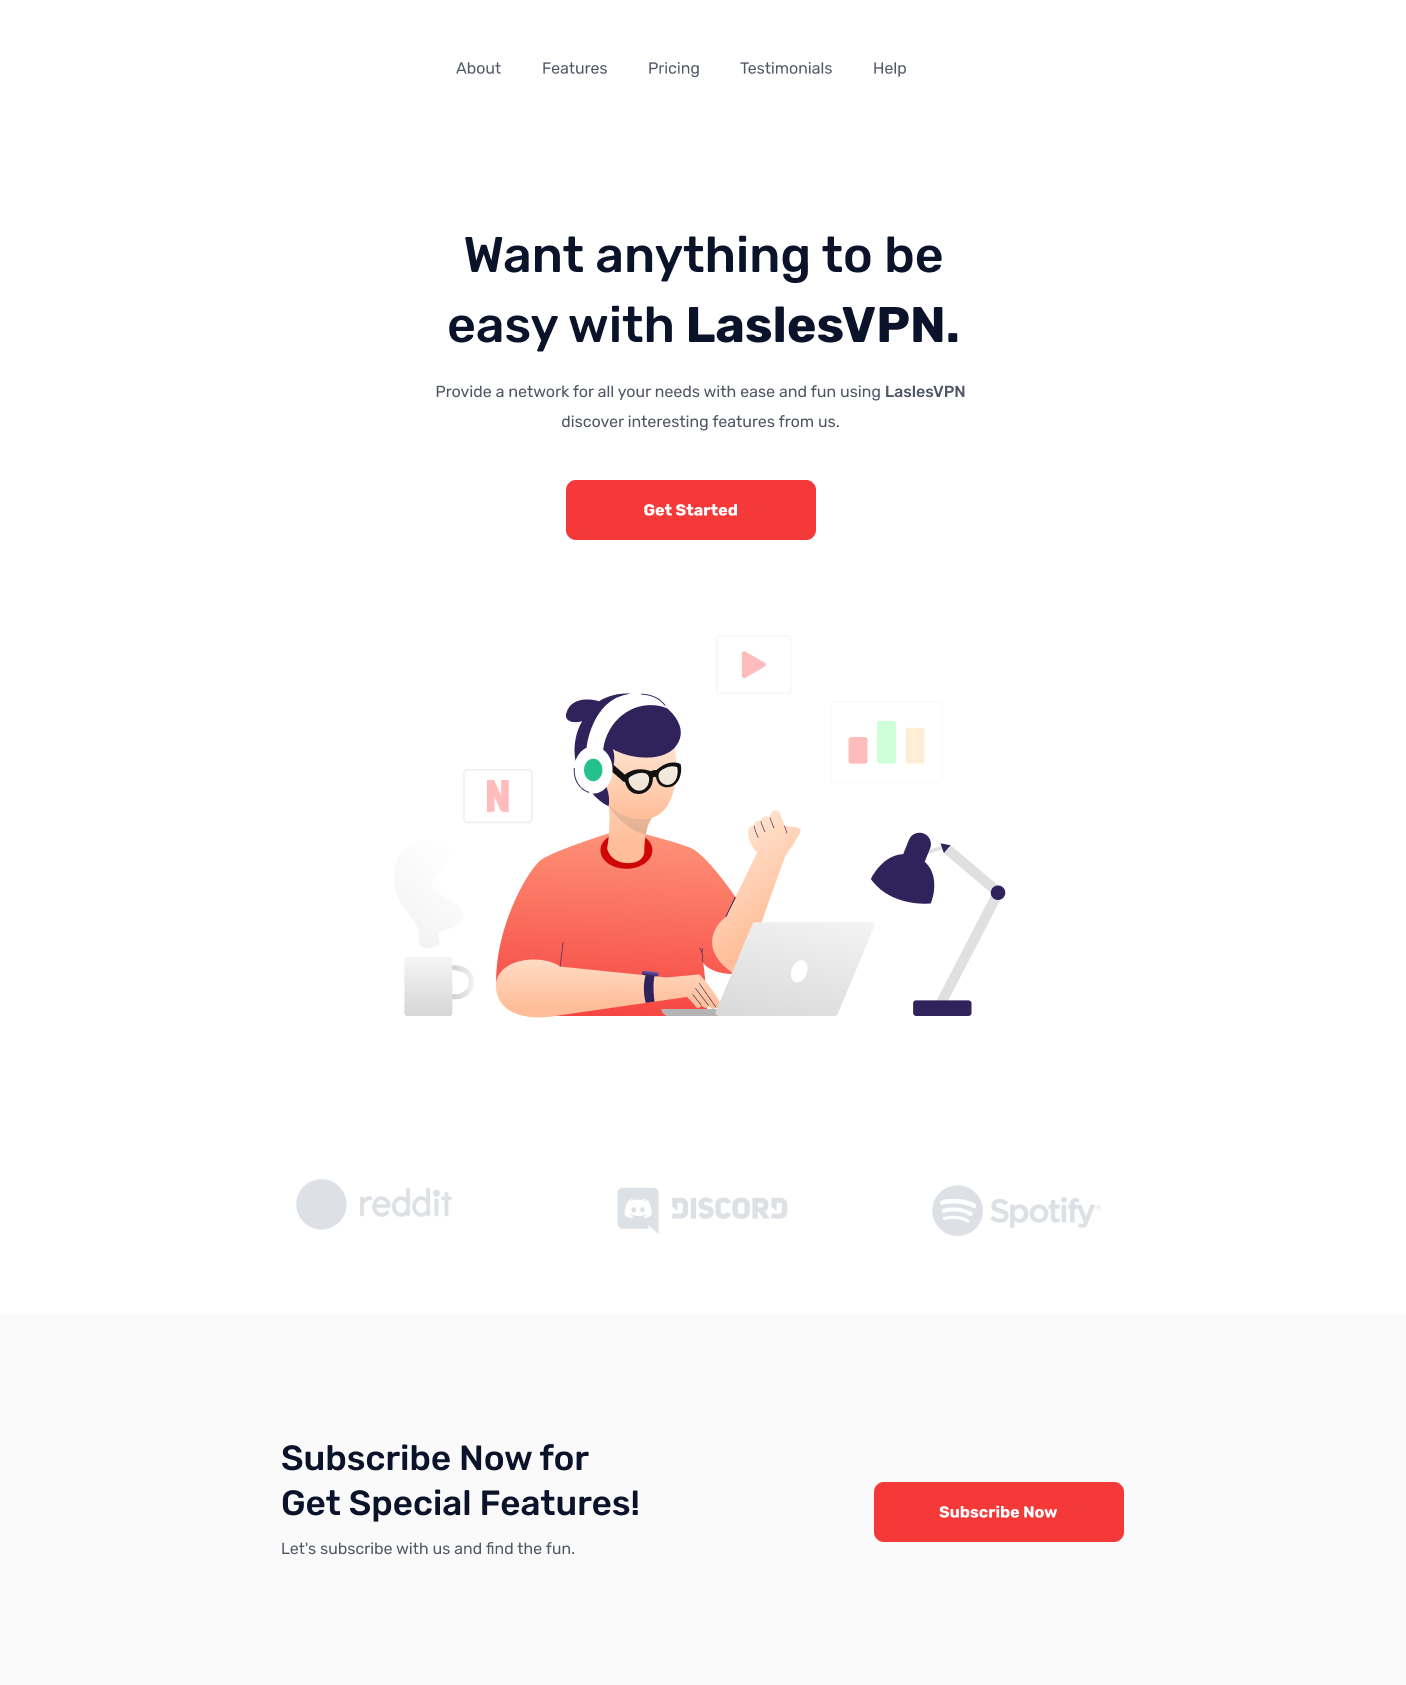 About Features Pricing Testimonials Help
Want anything to be
easy with LaslesVPN.
Provide a network for all your needs with ease and fun using LaslesVPN
discover interesting features from us.
Get Started
N
reddit DISCORD Spotify
Subscribe Now for
Get Special Features!
Let's subscribe with us and find the fun.
Subscribe Now